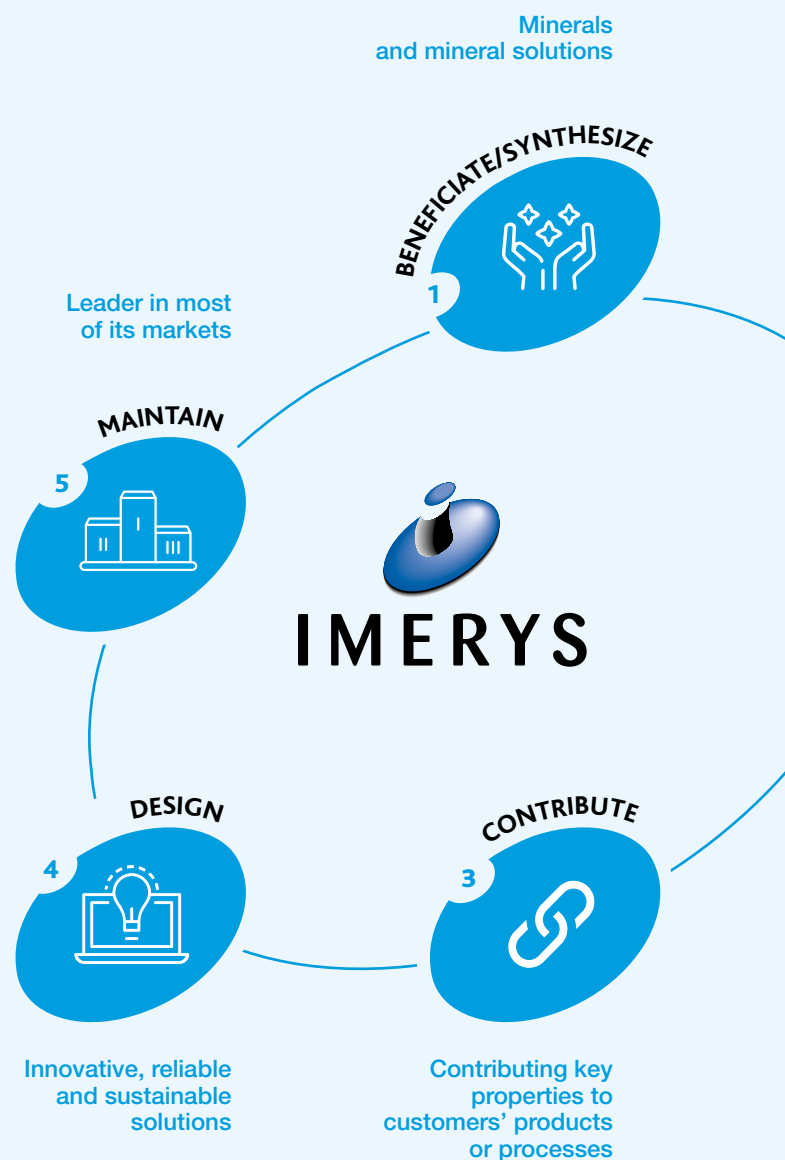 Minerals
and mineral solutions
BENEFICIATE/SYNTHESIZE
1
Leader in most
of its markets
MAINTAIN
5
I
II
III
IMERYS
DESIGN
4
Innovative, reliable
and sustainable
solutions
CONTRIBUTE
3
Contributing key
properties to
customers’ products
or processes